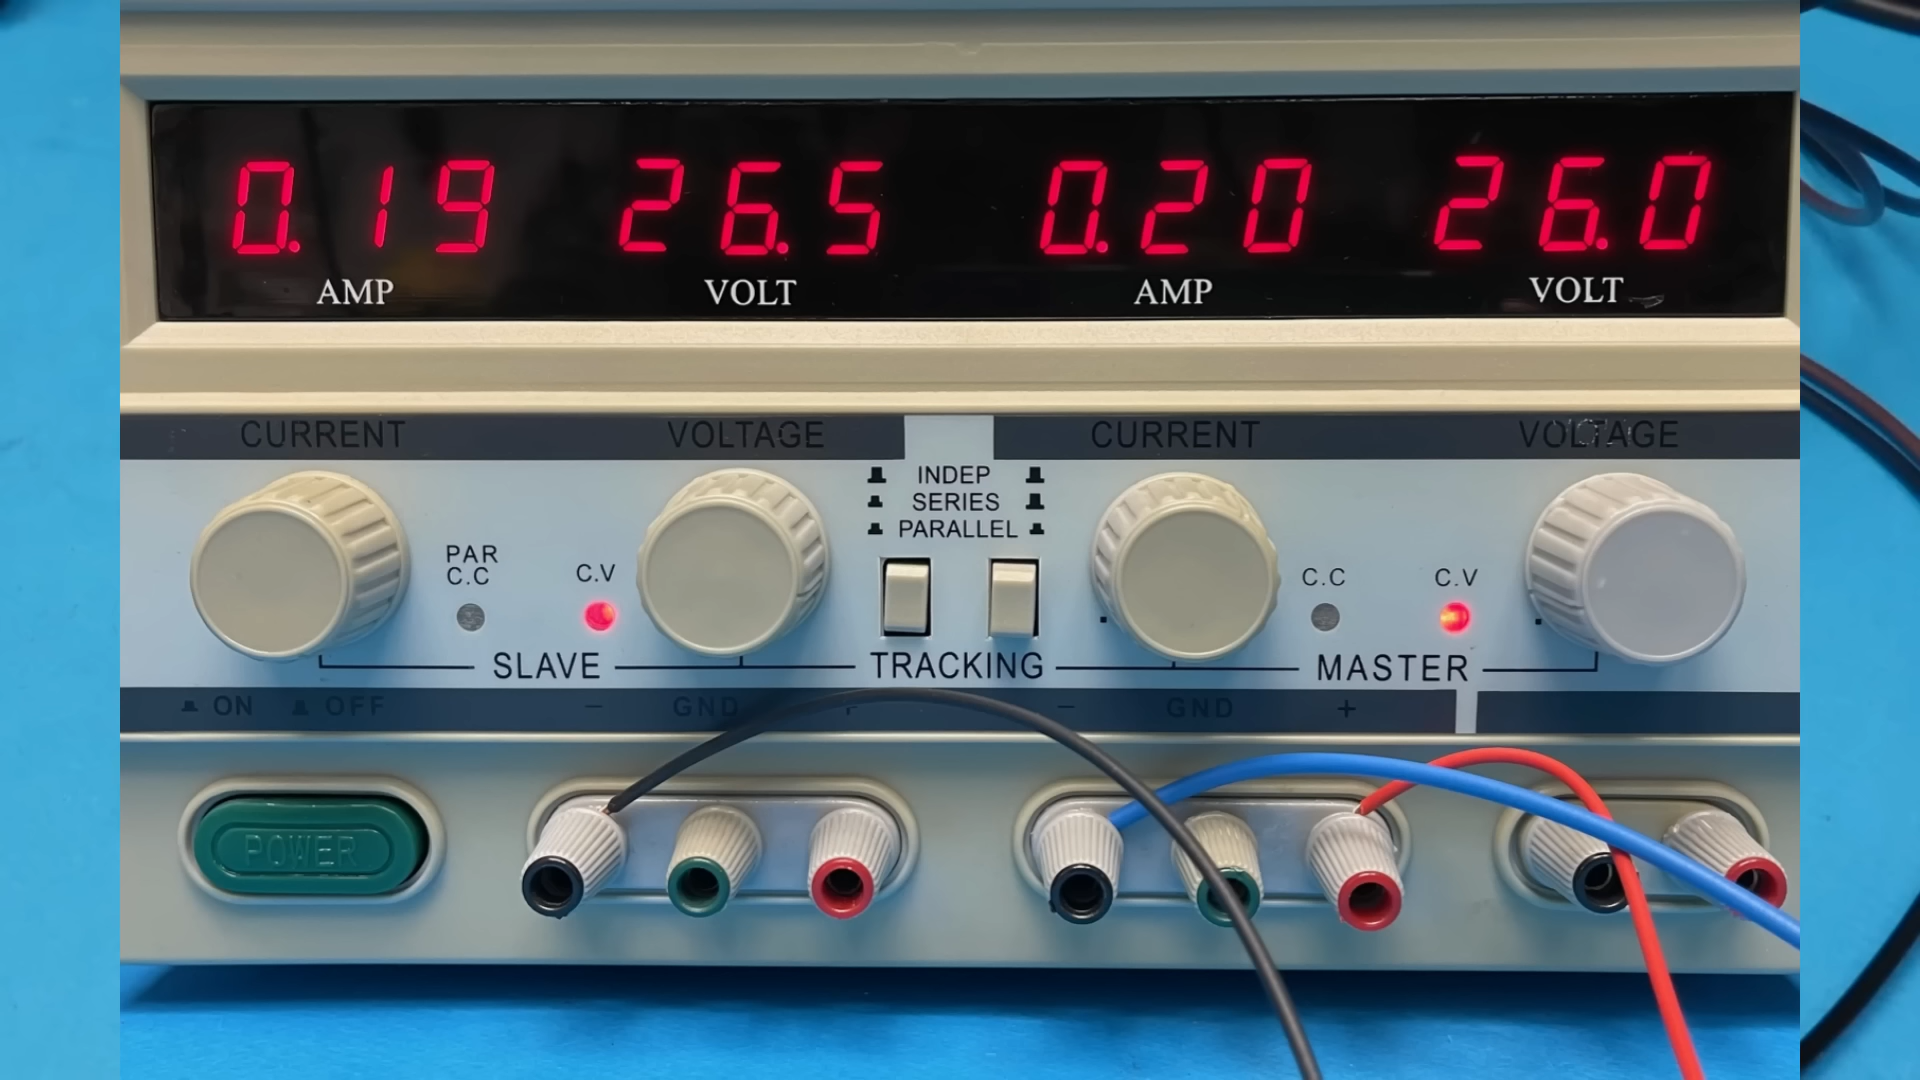 0.19 26.5 0.20 26.0
AMP VOLT AMP VOLT
CURRENT VOLTAGE CURRENT VOLTAGE
INDEP
SERIES
PARALLEL
PAR
C.C C.V C.C C.V
SLAVE TRACKING MASTER
ON OFF − GND + − GND +
POWER